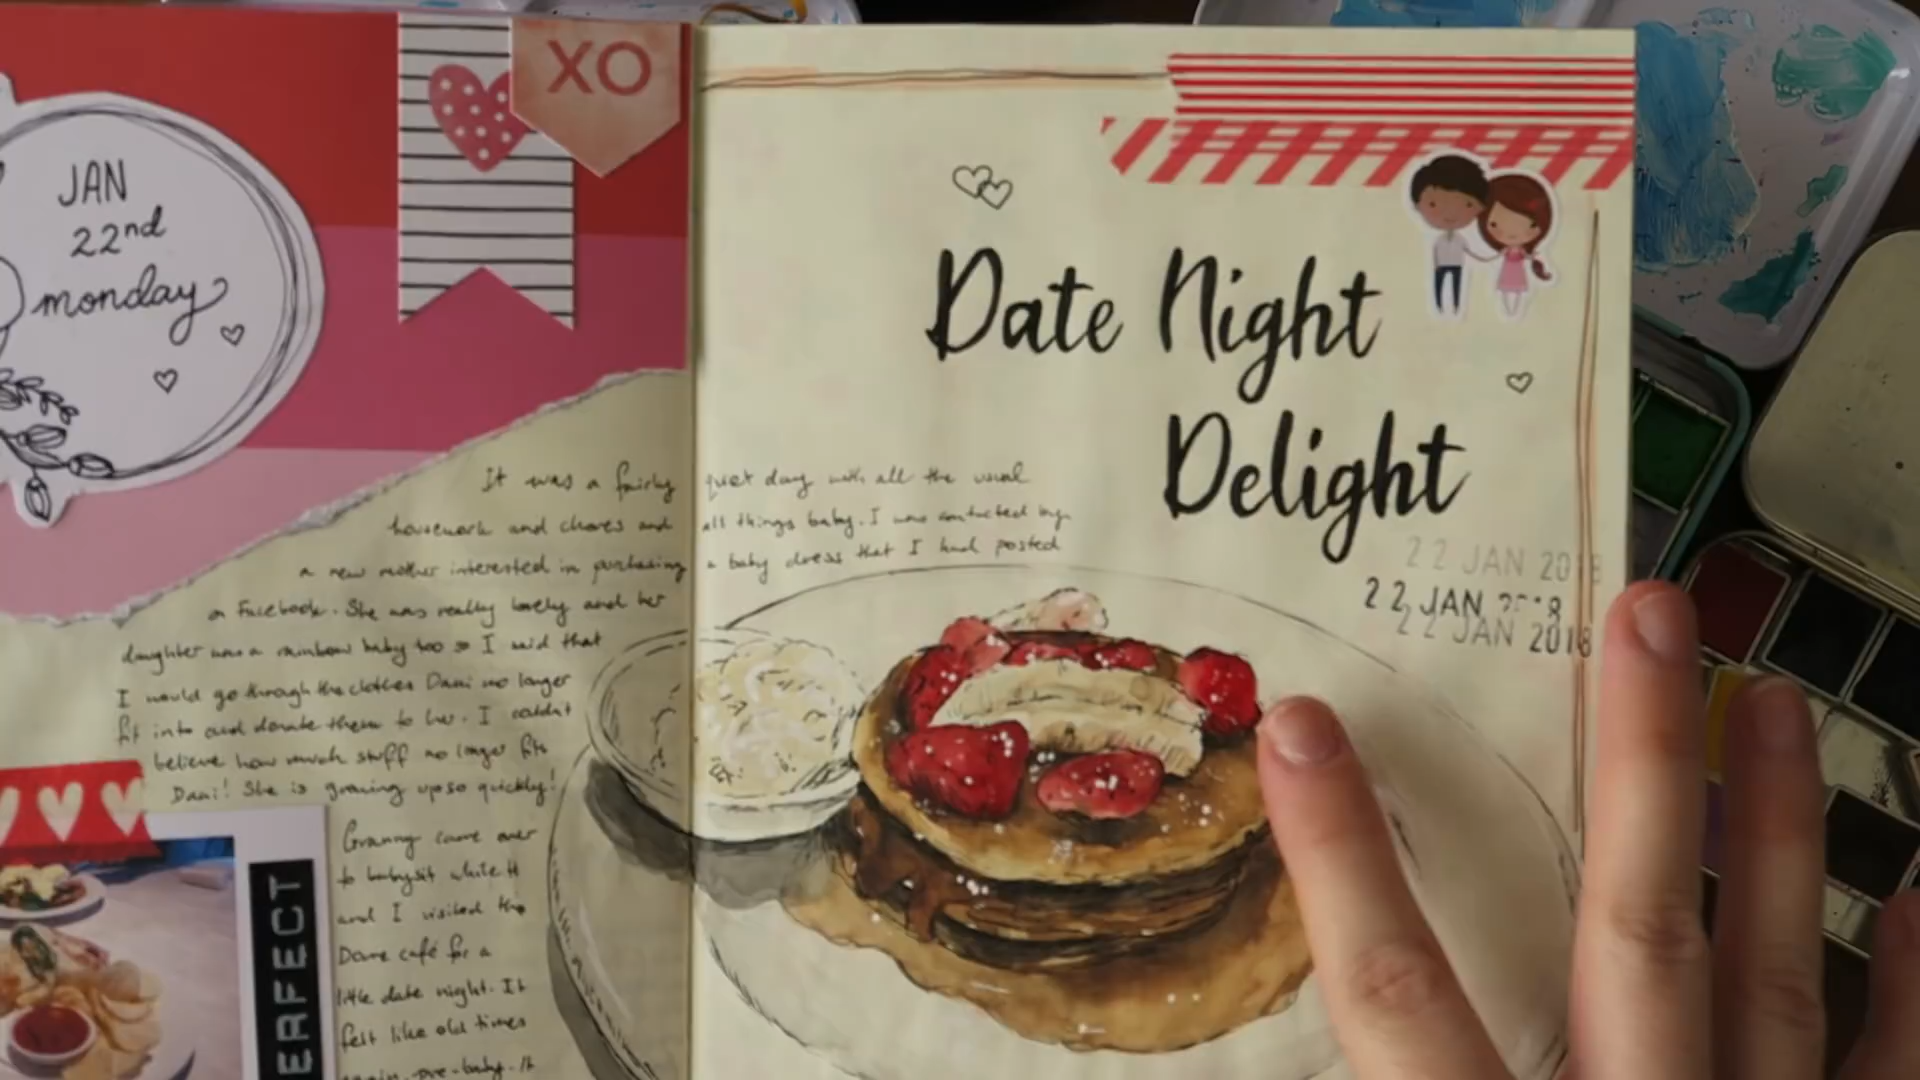 JAN
22nd
monday
XO
Date Night
Delight
22 JAN 2018
22 JAN 2018
22 JAN 2018
It was a fairly quiet day with all the usual
housework and chores and all things baby. I was contacted by
a new mother interested in purchasing a baby dress that I had posted
on Facebook. She was really lovely and her
daughter was a rainbow baby too so I said that
I would go through the clothes Dani no longer
fit into and donate them to her. I couldn't
believe how much stuff no longer fits
Dani! She is growing up so quickly!
Granny came over
to babysit while H
and I visited the
Dome café for a
little date night. It
felt like old times
again, pre-baby. It
ERFECT